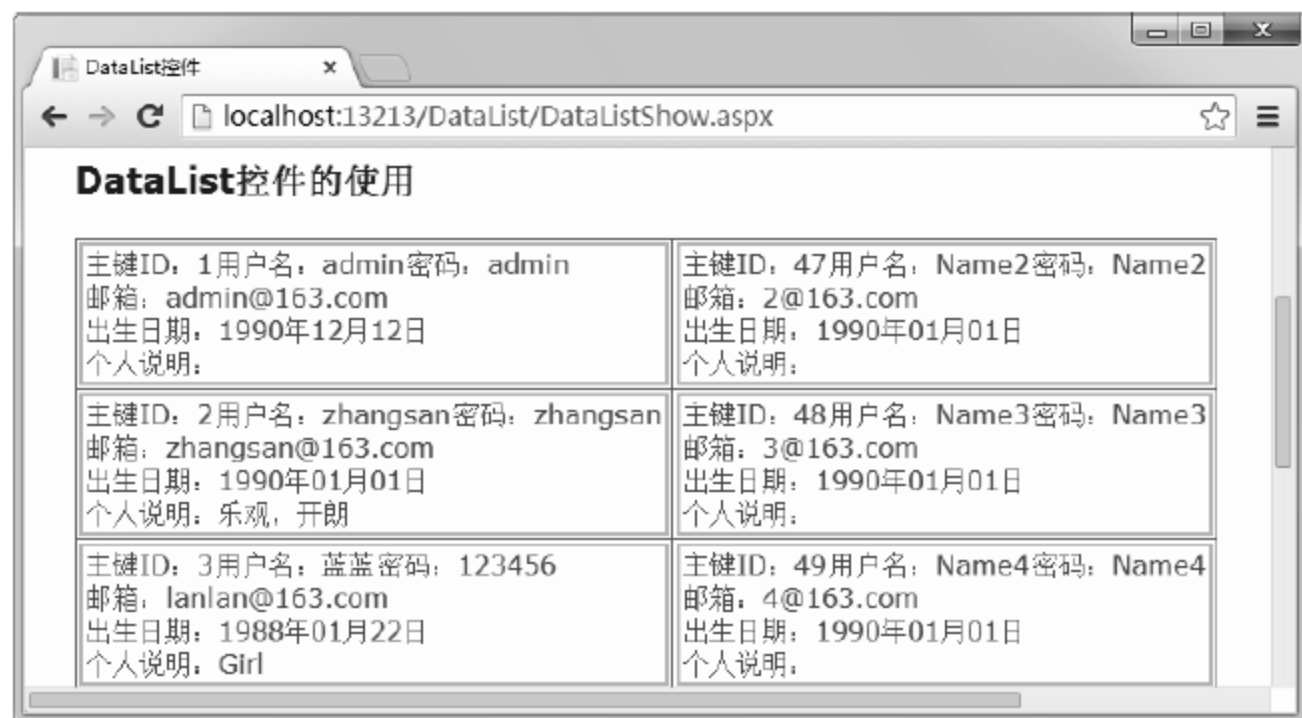 DataList控件
localhost:13213/DataList/DataListShow.aspx
DataList控件的使用
主键ID：1用户名：admin密码：admin
邮箱：admin@163.com
出生日期：1990年12月12日
个人说明：
主键ID：47用户名：Name2密码：Name2
邮箱：2@163.com
出生日期：1990年01月01日
个人说明：
主键ID：2用户名：zhangsan密码：zhangsan
邮箱：zhangsan@163.com
出生日期：1990年01月01日
个人说明：乐观，开朗
主键ID：48用户名：Name3密码：Name3
邮箱：3@163.com
出生日期：1990年01月01日
个人说明：
主键ID：3用户名：蓝蓝密码：123456
邮箱：lanlan@163.com
出生日期：1988年01月22日
个人说明：Girl
主键ID：49用户名：Name4密码：Name4
邮箱：4@163.com
出生日期：1990年01月01日
个人说明：